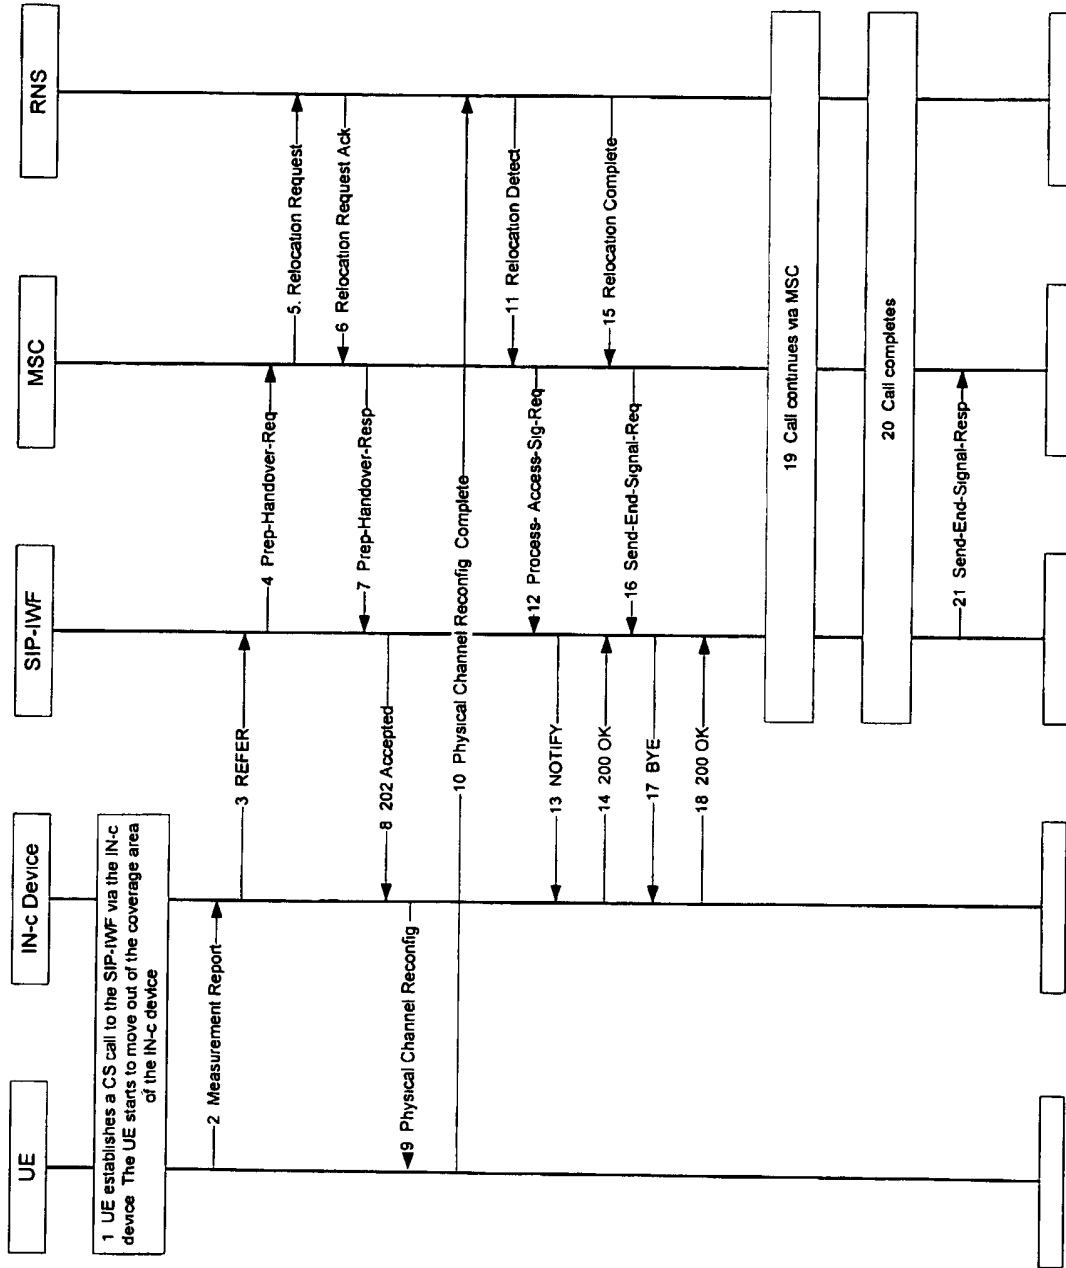 UE
IN-c Device
SIP-IWF
MSC
RNS
1 UE establishes a CS call to the SIP-IWF via the IN-c
device The UE starts to move out of the coverage area
of the IN-c device
2 Measurement Report
3 REFER
4 Prep-Handover-Req
5. Relocation Request
6 Relocation Request Ack
7 Prep-Handover-Resp
8 202 Accepted
9 Physical Channel Reconfig
10 Physical Channel Reconfig Complete
11 Relocation Detect
12 Process- Access-Sig-Req
13 NOTIFY
14 200 OK
15 Relocation Complete
16 Send-End-Signal-Req
17 BYE
18 200 OK
19 Call continues via MSC
20 Call completes
21 Send-End-Signal-Resp